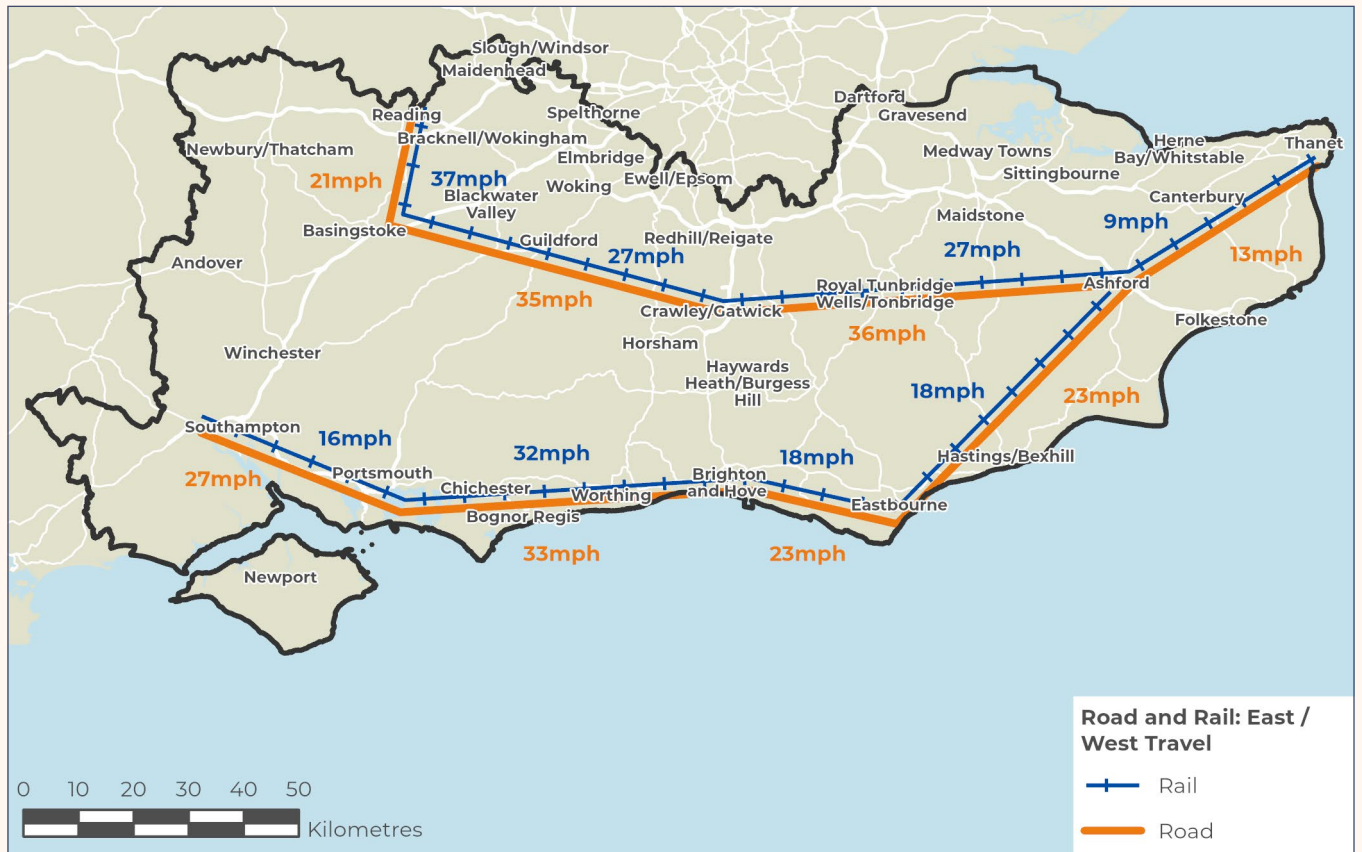 Slough/Windsor
Maidenhead
Reading
Spelthorne
Dartford
Gravesend
Bracknell/Wokingham
Newbury/Thatcham
Elmbridge
Medway Towns
Herne
Bay/Whitstable
Thanet
21mph
37mph
Ewell/Epsom
Woking
Sittingbourne
Blackwater
Valley
Canterbury
Basingstoke
Guildford
Redhill/Reigate
Maidstone
9mph
13mph
Andover
27mph
27mph
35mph
Royal Tunbridge
Wells/Tonbridge
Ashford
Crawley/Gatwick
36mph
Folkestone
Horsham
Winchester
Haywards
Heath/Burgess
Hill
18mph
23mph
Southampton
16mph
32mph
18mph
Hastings/Bexhill
27mph
Portsmouth
Chichester
Worthing
Brighton
and Hove
Eastbourne
Bognor Regis
33mph
23mph
Newport
Road and Rail: East /
West Travel
Rail
Road
0 10 20 30 40 50
Kilometres